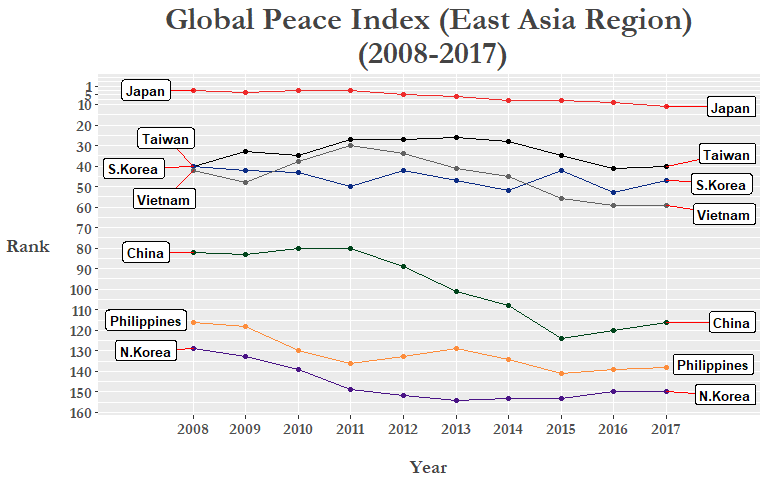 Global Peace Index (East Asia Region)
(2008-2017)
Rank
1
5
10
20
30
40
50
60
70
80
90
100
110
120
130
140
150
160
Japan
Taiwan
S.Korea
Vietnam
China
Philippines
N.Korea
Japan
Taiwan
S.Korea
Vietnam
China
Philippines
N.Korea
2008 2009 2010 2011 2012 2013 2014 2015 2016 2017
Year